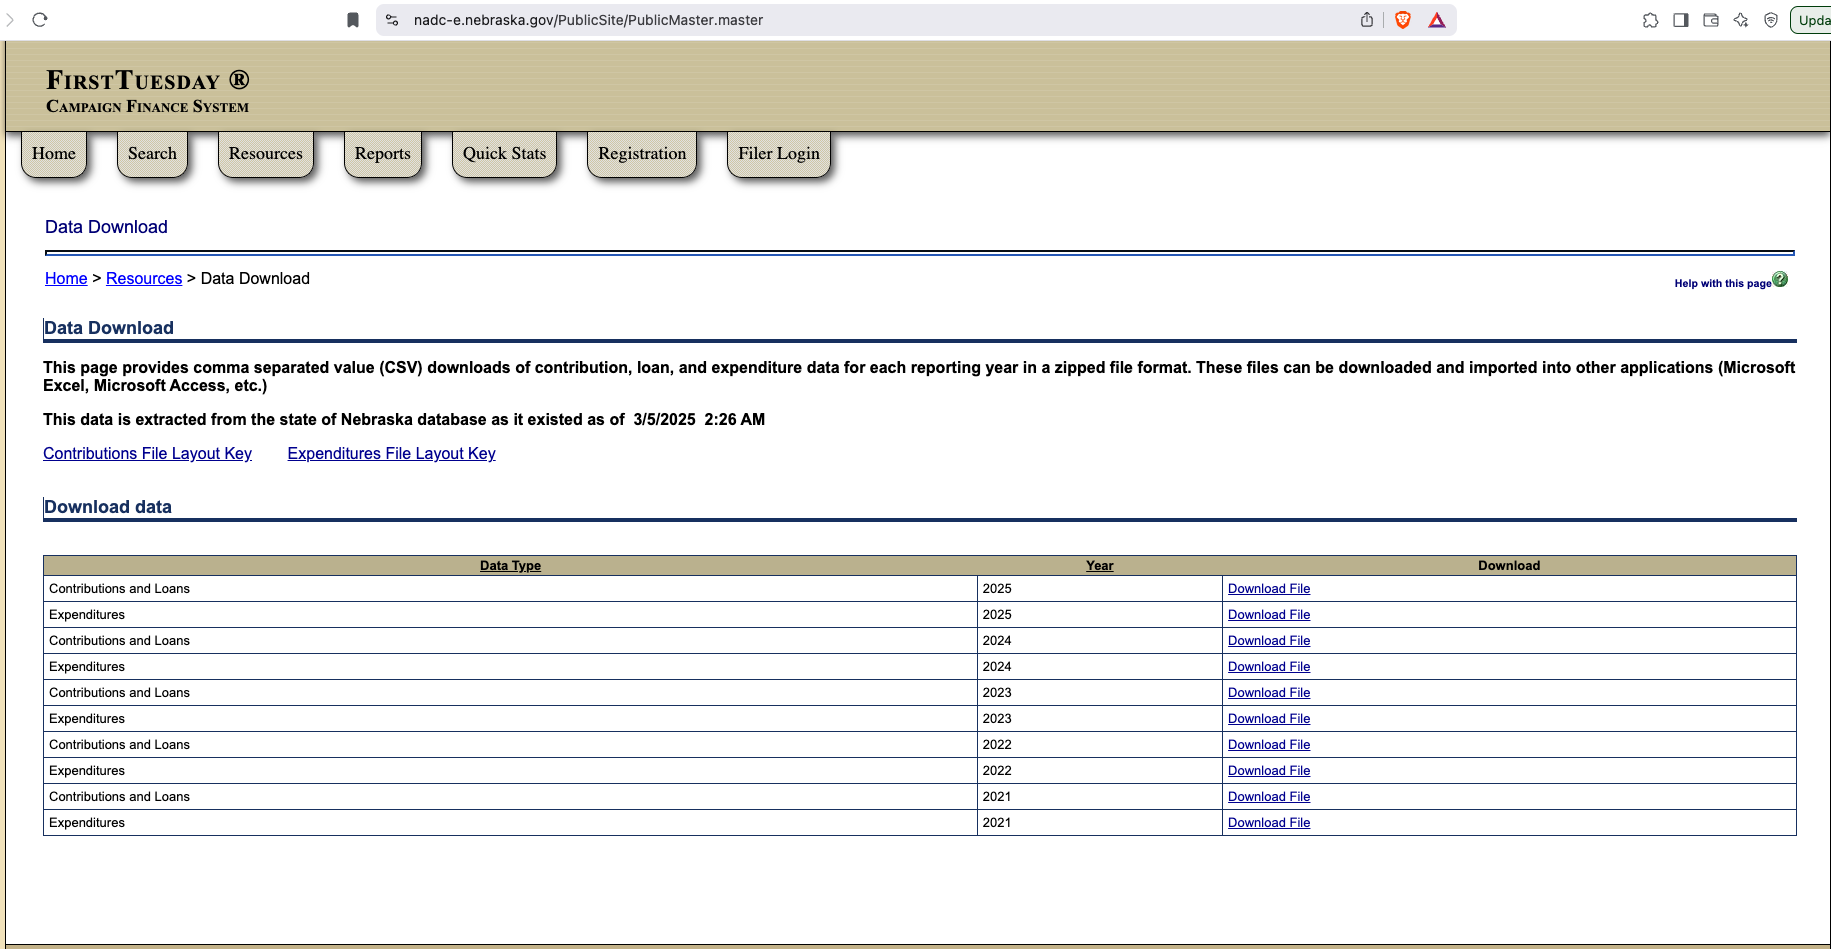 nadc-e.nebraska.gov/PublicSite/PublicMaster.master
Upda
FirstTuesday ®
Campaign Finance System
Home Search Resources Reports Quick Stats Registration Filer Login
Data Download
Home > Resources > Data Download
Help with this page
Data Download
This page provides comma separated value (CSV) downloads of contribution, loan, and expenditure data for each reporting year in a zipped file format. These files can be downloaded and imported into other applications (Microsoft
Excel, Microsoft Access, etc.)
This data is extracted from the state of Nebraska database as it existed as of 3/5/2025 2:26 AM
Contributions File Layout Key Expenditures File Layout Key
Download data
Data Type Year Download
Contributions and Loans 2025 Download File
Expenditures 2025 Download File
Contributions and Loans 2024 Download File
Expenditures 2024 Download File
Contributions and Loans 2023 Download File
Expenditures 2023 Download File
Contributions and Loans 2022 Download File
Expenditures 2022 Download File
Contributions and Loans 2021 Download File
Expenditures 2021 Download File